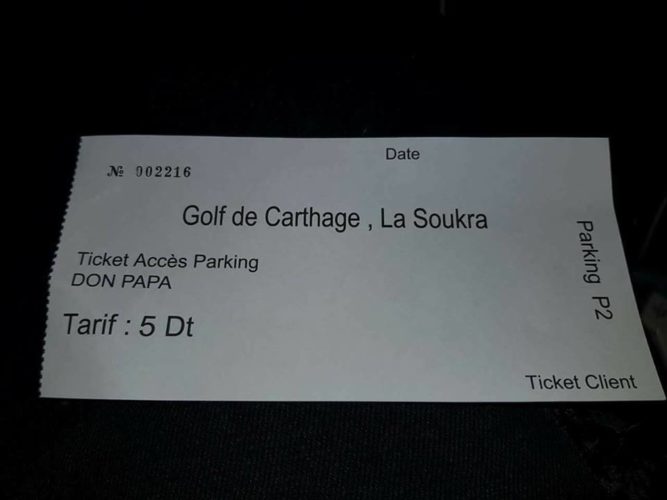 Date
№ 002216
Golf de Carthage , La Soukra
Ticket Accès Parking
DON PAPA
Tarif : 5 Dt
Parking P2
Ticket Client